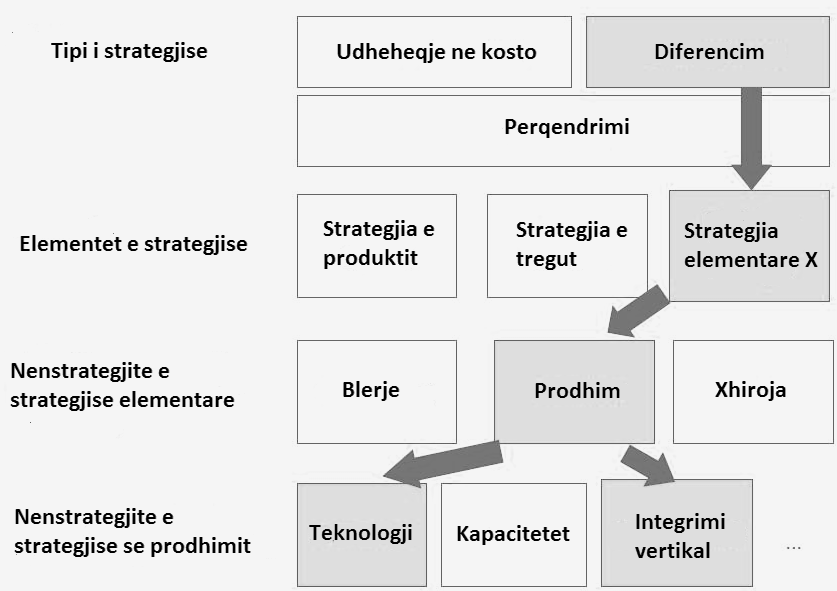 Tipi i strategjise
Udheheqje ne kosto
Diferencim
Perqendrimi
Elementet e strategjise
Strategjia e
produktit
Strategjia e
tregut
Strategjia
elementare X
Nenstrategjite e
strategjise elementare
Blerje
Prodhim
Xhiroja
Nenstrategjite e
strategjise se prodhimit
Teknologji
Kapacitetet
Integrimi
vertikal
...